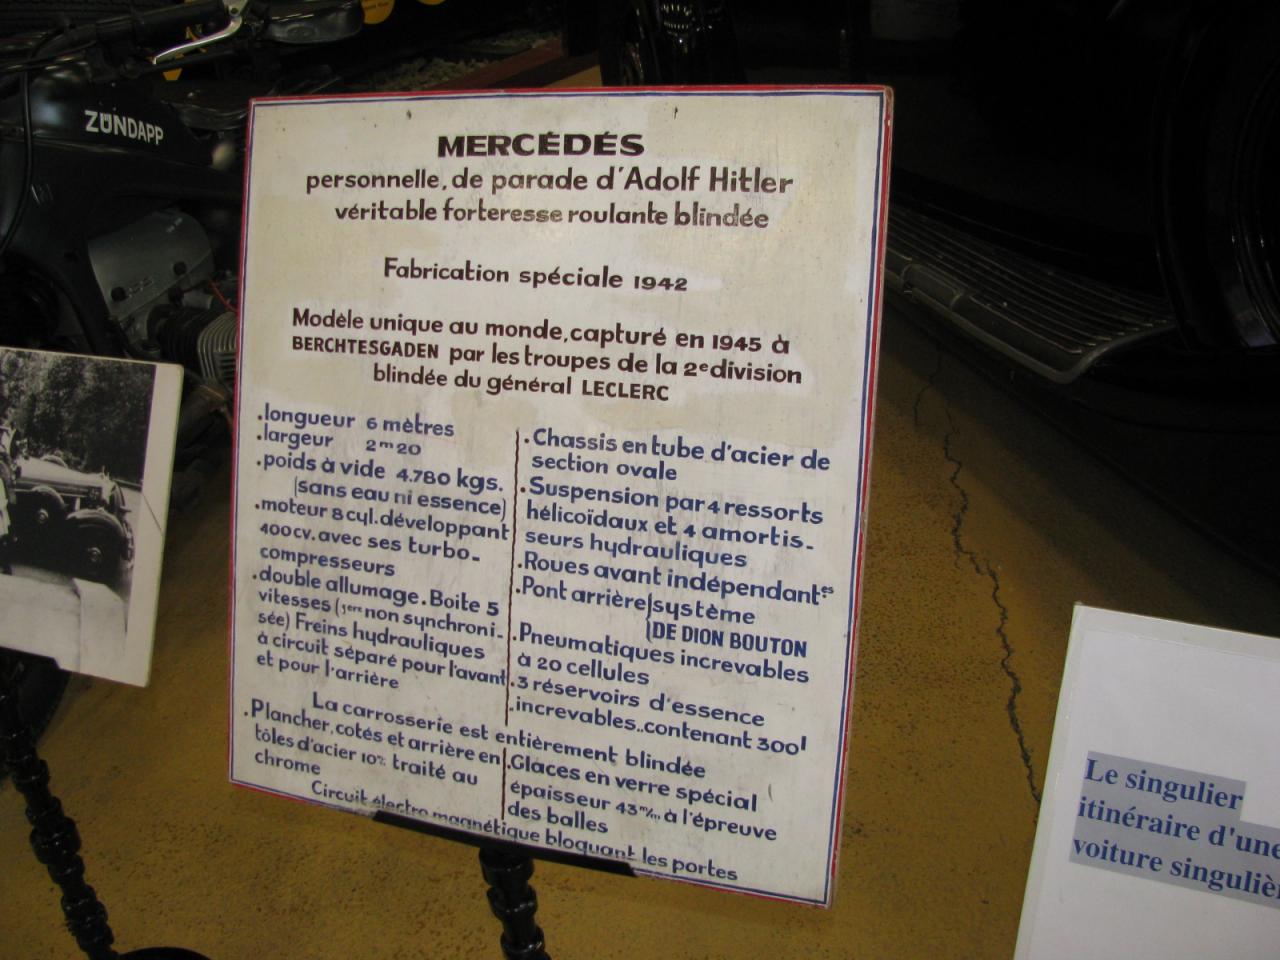 ZÜNDAPP
MERCÉDÉS
personnelle, de parade d'Adolf Hitler
véritable forteresse roulante blindée
Fabrication spéciale 1942
Modèle unique au monde, capturé en 1945 à
BERCHTESGADEN par les troupes de la 2e division
blindée du général LECLERC
.longueur 6 mètres
.largeur 2m20
.poids à vide 4.780 kgs.
(sans eau ni essence)
.moteur 8 cyl. développant
400 cv. avec ses turbo-
compresseurs
.double allumage. Boite 5
vitesses (1ere non synchroni-
sée) Freins hydrauliques
à circuit séparé pour l'avant
et pour l'arrière
.Chassis en tube d'acier de
section ovale
.Suspension par 4 ressorts
hélicoïdaux et 4 amortis-
seurs hydrauliques
.Roues avant indépendantes
.Pont arrière système
DE DION BOUTON
.Pneumatiques increvables
à 20 cellules
.3 réservoirs d'essence
.increvables..contenant 300l
La carrosserie est entièrement blindée
.Plancher, cotés et arrière en
tôles d'acier 10% traité au
chrome
.Glaces en verre spécial
épaisseur 43 m/m à l'épreuve
des balles
Circuit électro magnétique bloquant les portes
Le singulier
itinéraire d'une
voiture